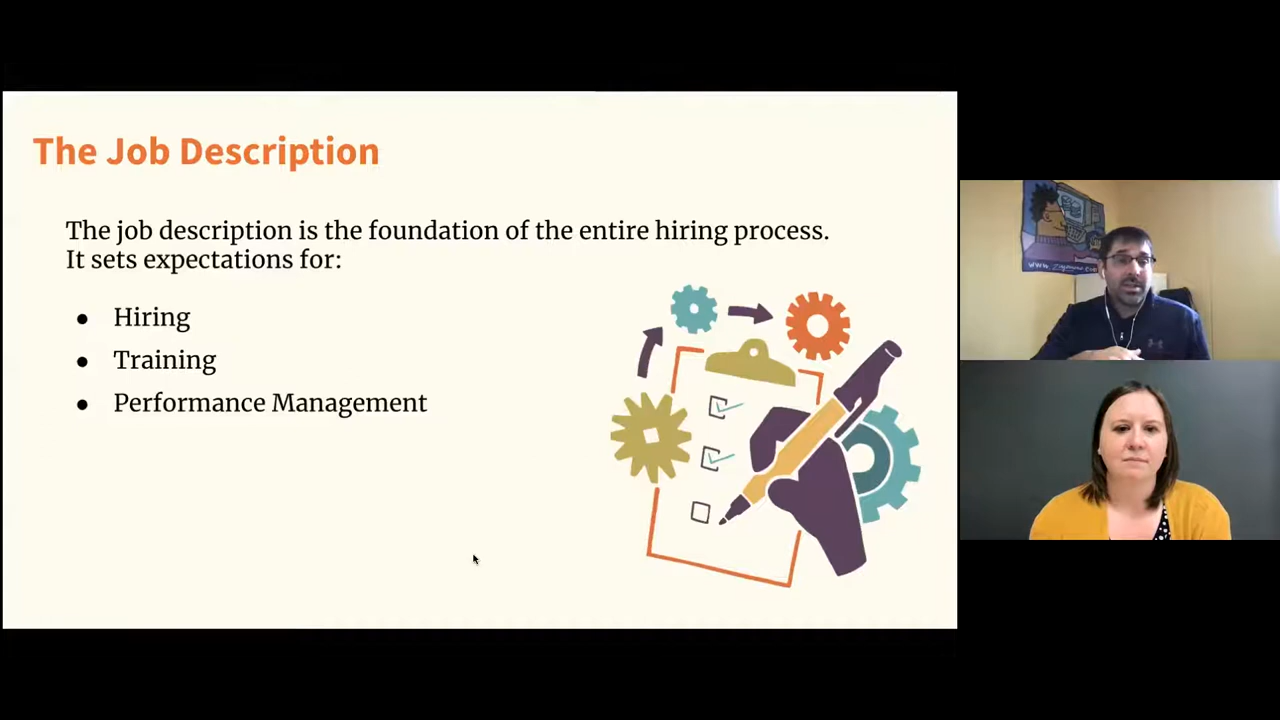 The Job Description
The job description is the foundation of the entire hiring process.
It sets expectations for:
● Hiring
● Training
● Performance Management